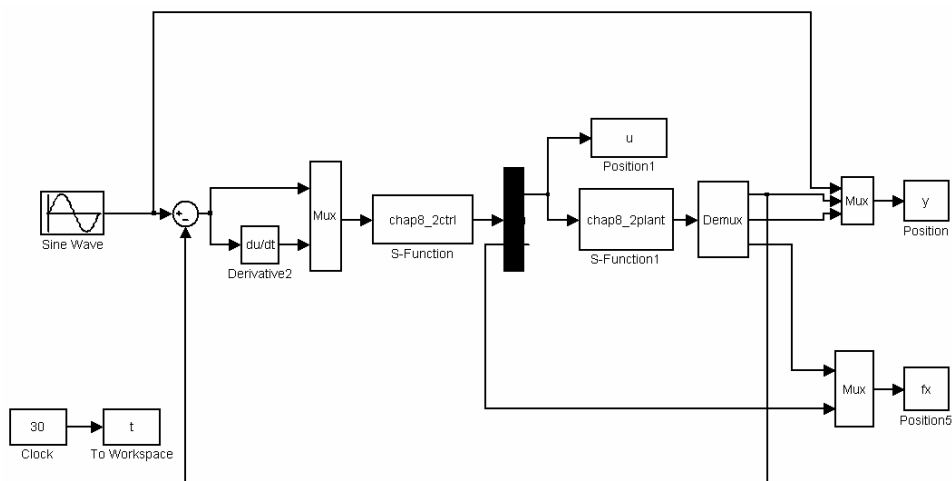 u
Position1
Sine Wave
+
-
du/dt
Derivative2
Mux
chap8_2ctrl
S-Function
chap8_2plant
S-Function1
Demux
Mux
y
Position
Mux
fx
Position5
30
Clock
t
To Workspace